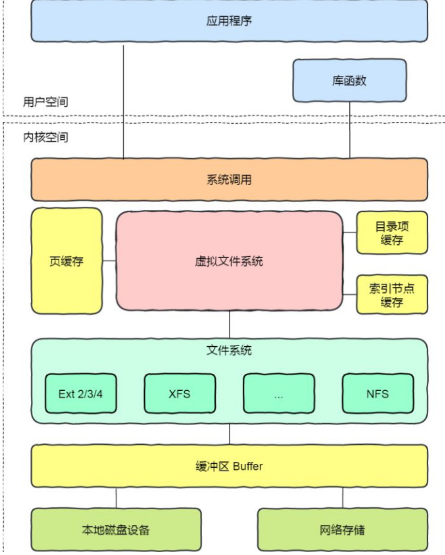 应用程序
库函数
用户空间
内核空间
系统调用
页缓存
虚拟文件系统
目录项
缓存
索引节点
缓存
文件系统
Ext 2/3/4
XFS
...
NFS
缓冲区 Buffer
本地磁盘设备
网络存储